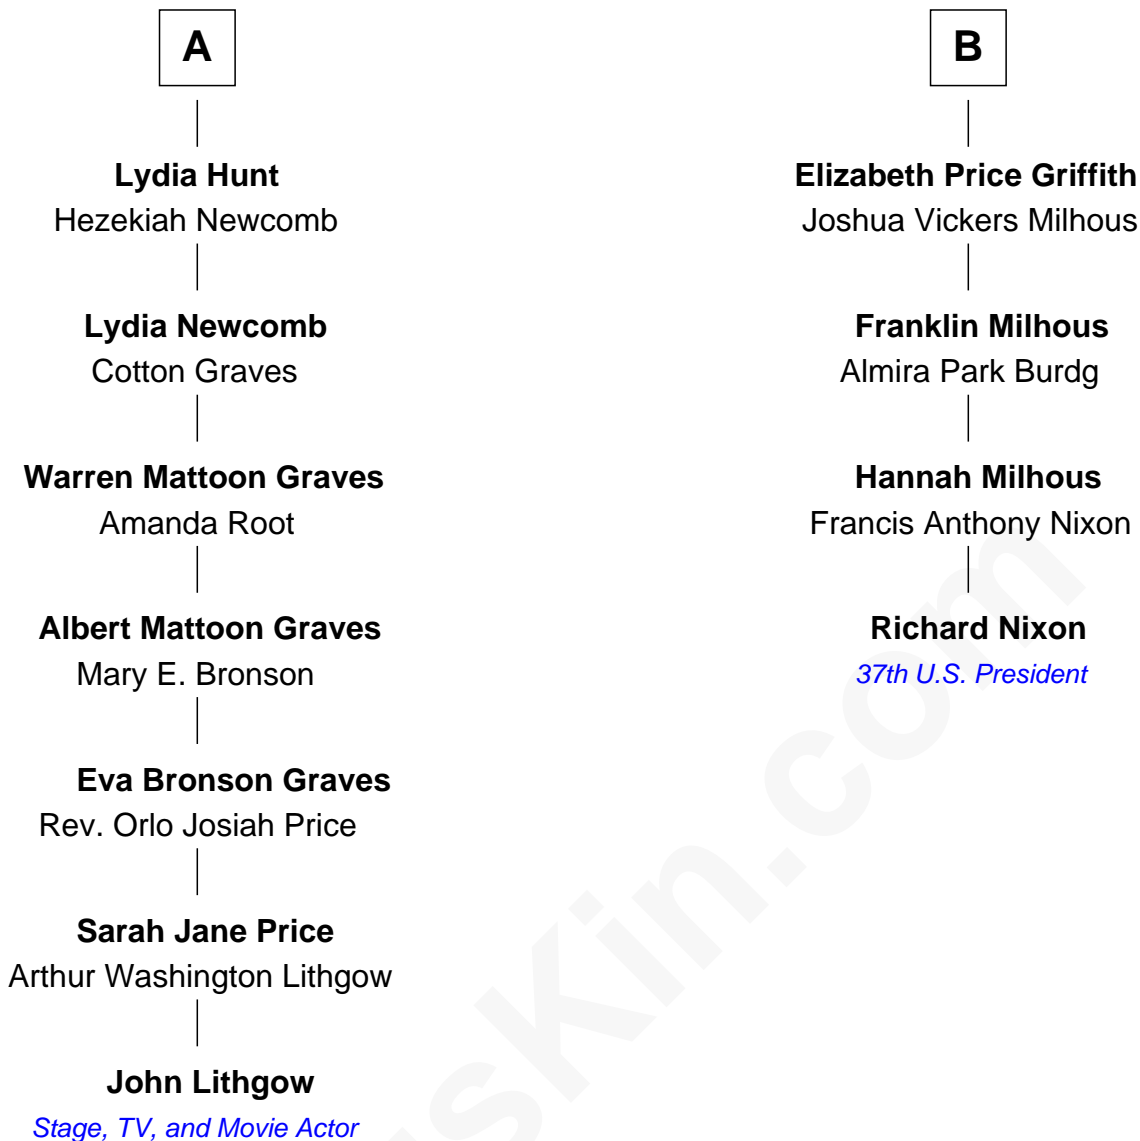 A
Lydia Hunt
Hezekiah Newcomb
Lydia Newcomb
Cotton Graves
Warren Mattoon Graves
Amanda Root
Albert Mattoon Graves
Mary E. Bronson
Eva Bronson Graves
Rev. Orlo Josiah Price
Sarah Jane Price
Arthur Washington Lithgow
John Lithgow
Stage, TV, and Movie Actor
B
Elizabeth Price Griffith
Joshua Vickers Milhous
Franklin Milhous
Almira Park Burdg
Hannah Milhous
Francis Anthony Nixon
Richard Nixon
37th U.S. President